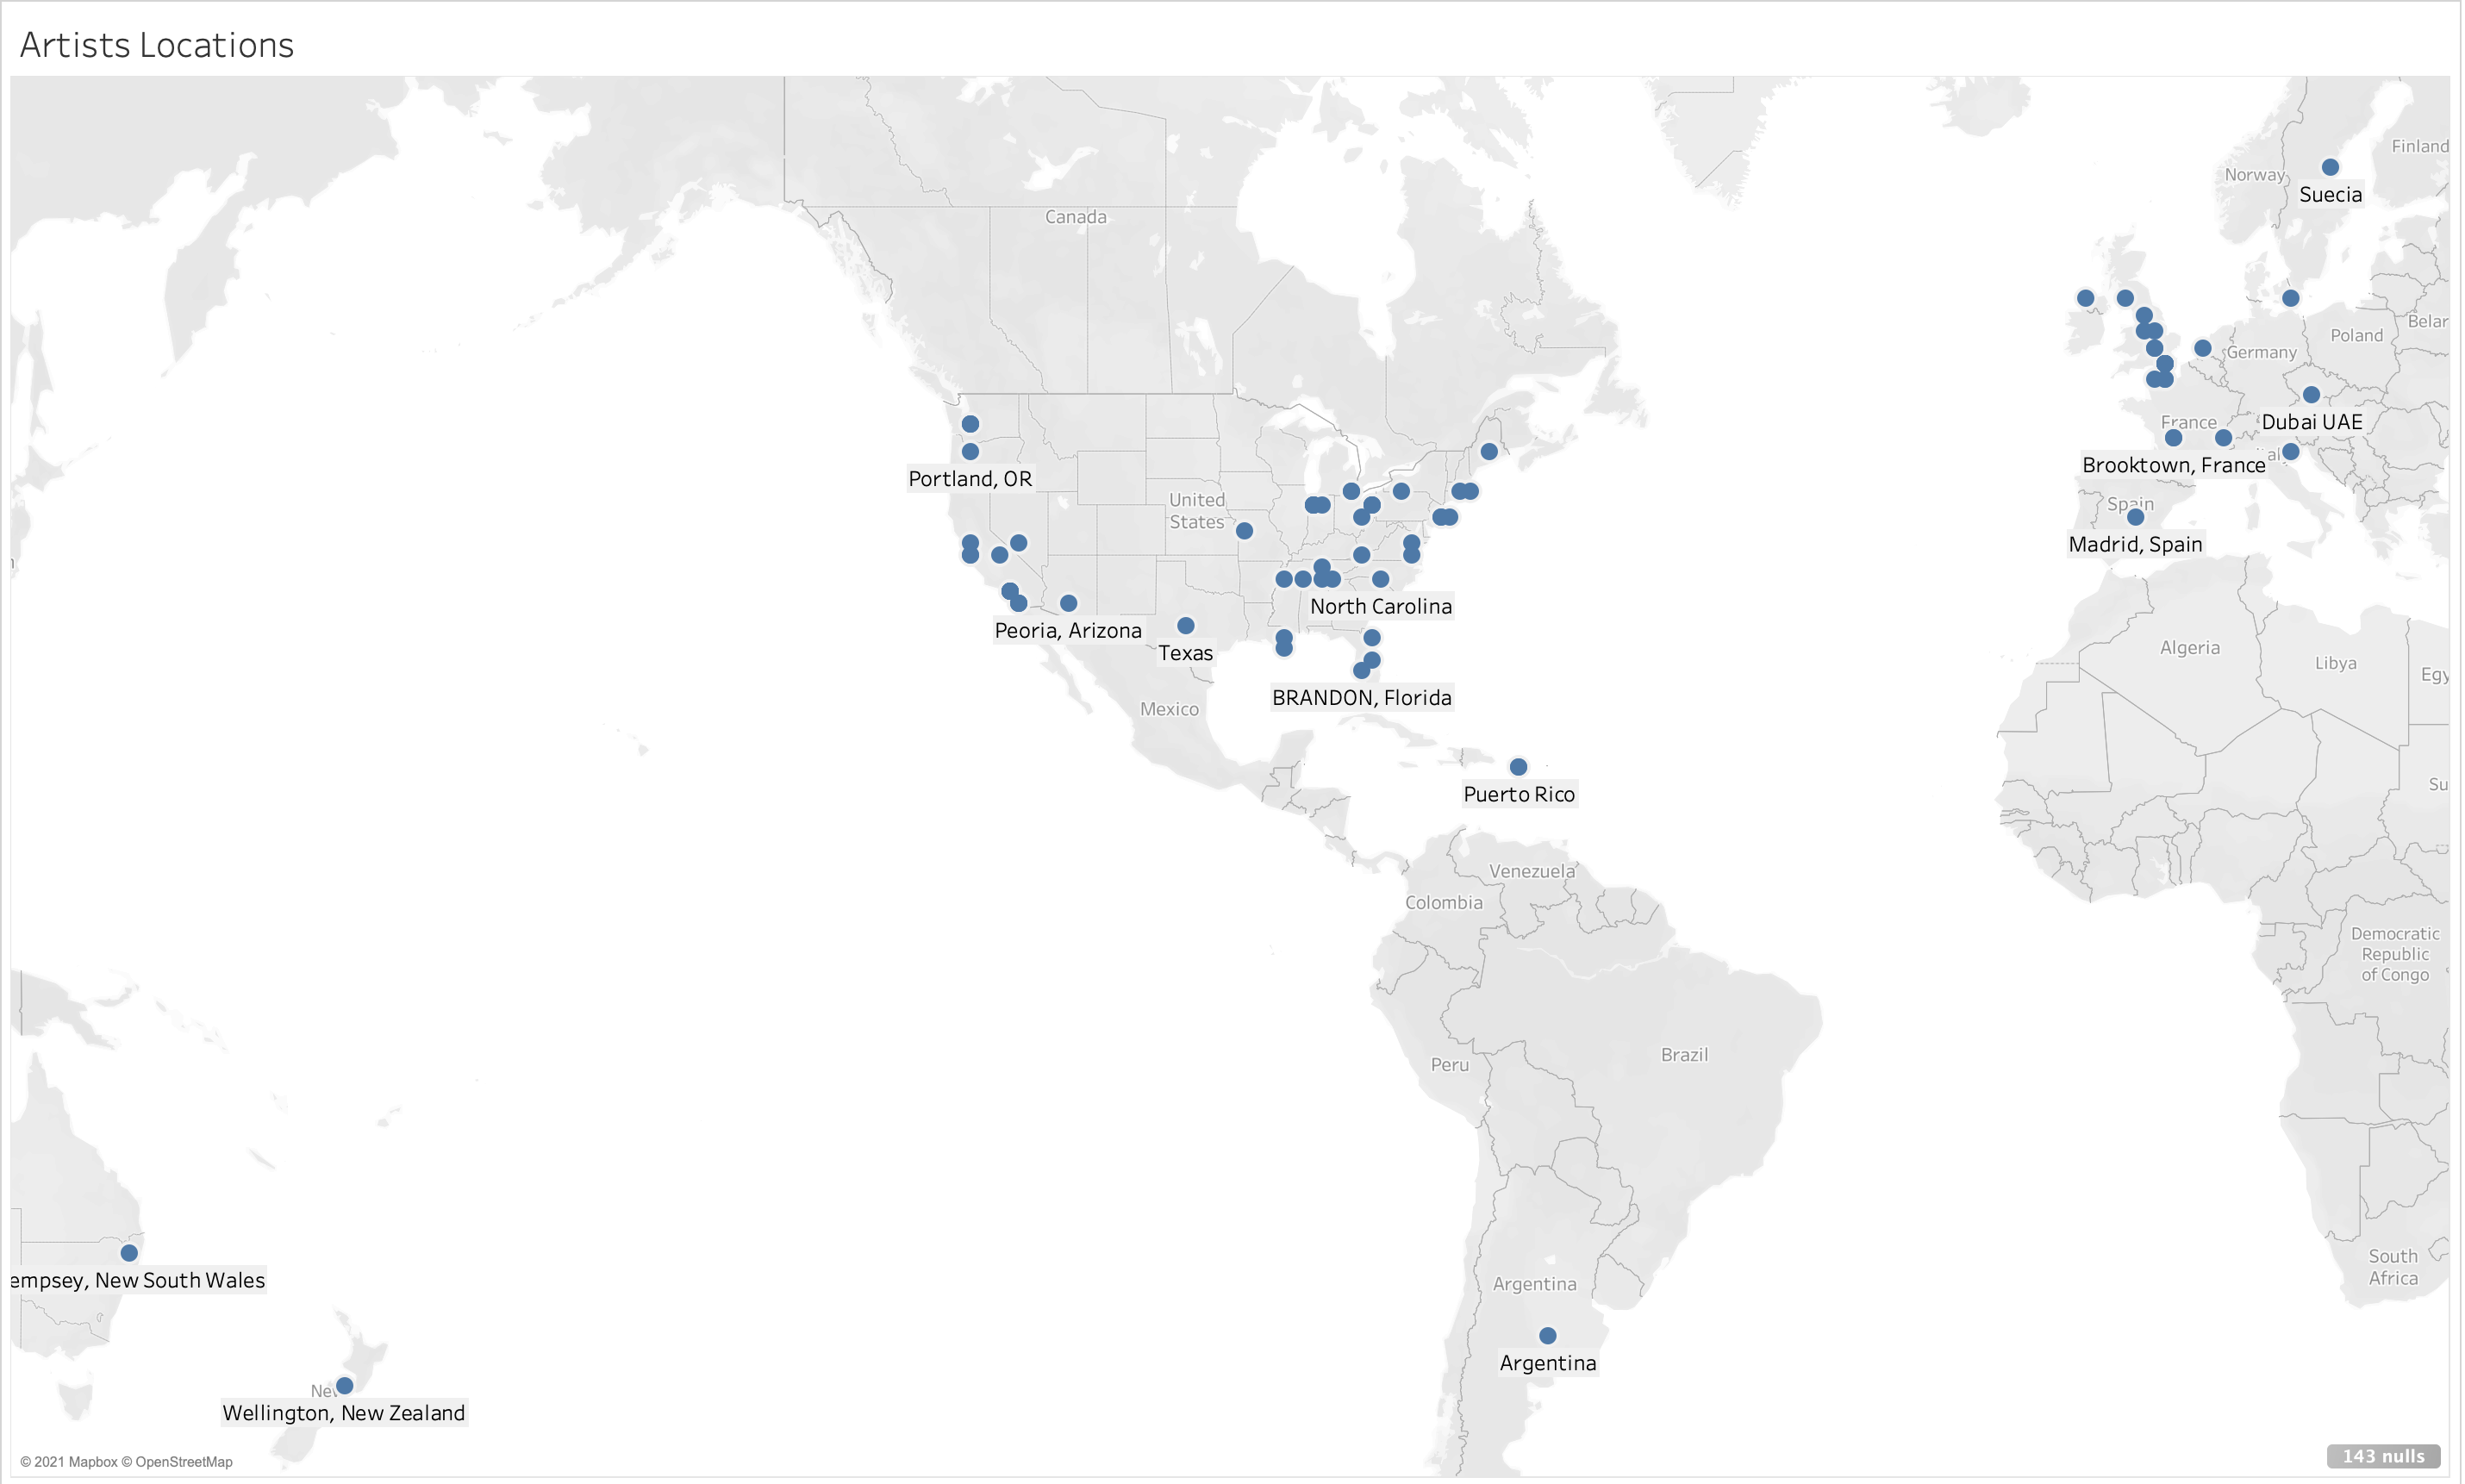 Artists Locations
Finland
Norway
Suecia
Canada
Belar
Poland
Germany
France
Dubai UAE
Brooktown, France
Portland, OR
United
States
Spain
Madrid, Spain
North Carolina
Peoria, Arizona
Texas
Algeria
Libya
Egy
BRANDON, Florida
Mexico
Su
Puerto Rico
Venezuela
Colombia
Democratic
Republic
of Congo
Brazil
Peru
South
Africa
empsey, New South Wales
Argentina
Argentina
Ne
Wellington, New Zealand
© 2021 Mapbox © OpenStreetMap
143 nulls